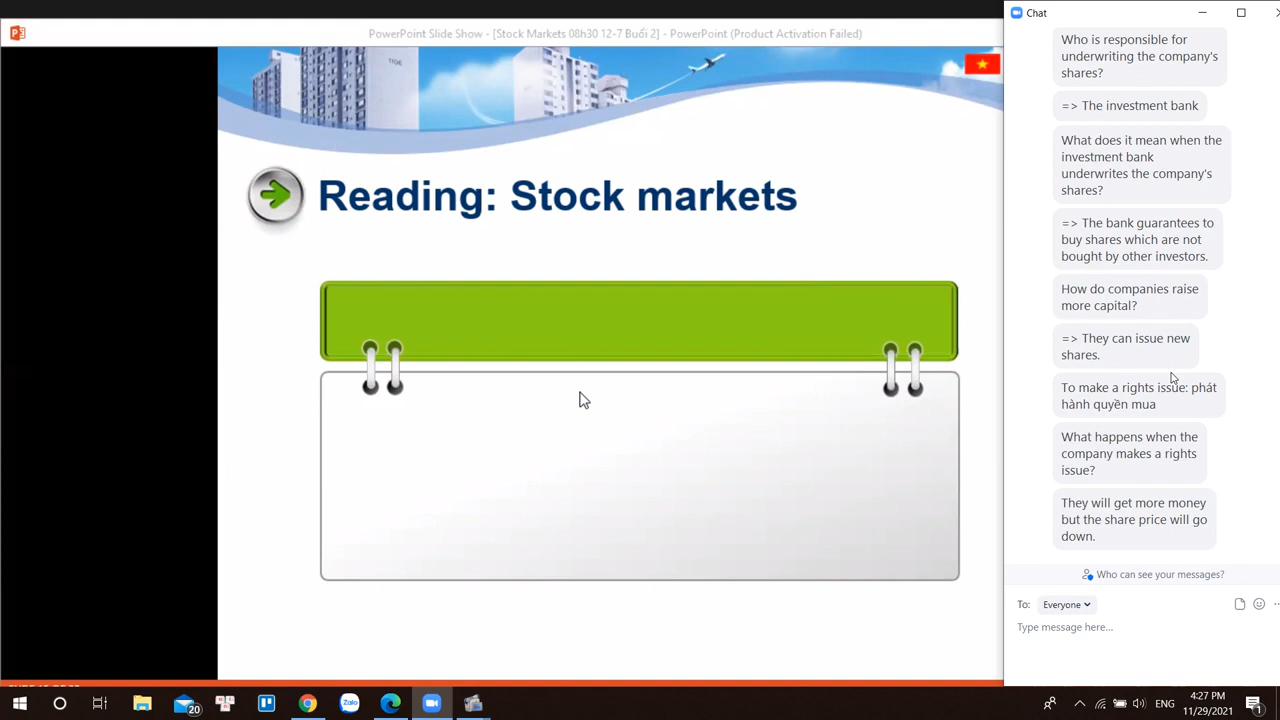 PowerPoint Slide Show - [Stock Markets 08h30 12-7 Buổi 2] - PowerPoint (Product Activation Failed)
Reading: Stock markets
Chat
Who is responsible for
underwriting the company's
shares?
=> The investment bank
What does it mean when the
investment bank
underwrites the company's
shares?
=> The bank guarantees to
buy shares which are not
bought by other investors.
How do companies raise
more capital?
=> They can issue new
shares.
To make a rights issue: phát
hành quyền mua
What happens when the
company makes a rights
issue?
They will get more money
but the share price will go
down.
Who can see your messages?
To: Everyone
Type message here...
20
Zalo
ENG
4:27 PM
11/29/2021
1